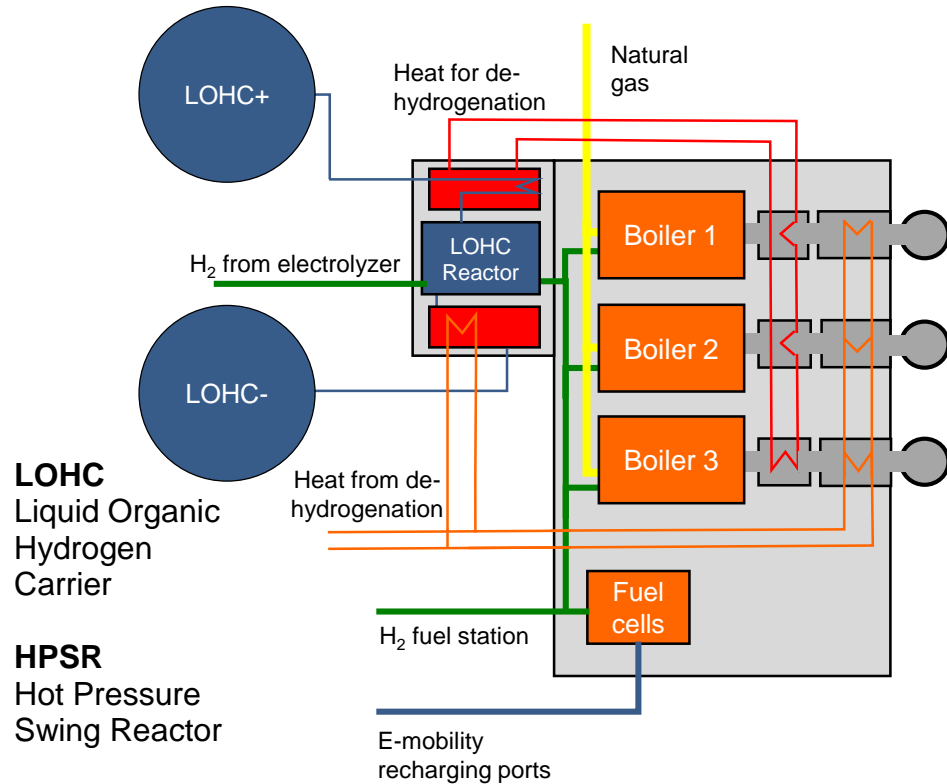 LOHC+
Heat for de-
hydrogenation
Natural
gas
LOHC
Reactor
H₂ from electrolyzer
Boiler 1
Boiler 2
Boiler 3
LOHC-
LOHC
Liquid Organic
Hydrogen
Carrier
Heat from de-
hydrogenation
Fuel
cells
H₂ fuel station
HPSR
Hot Pressure
Swing Reactor
E-mobility
recharging ports